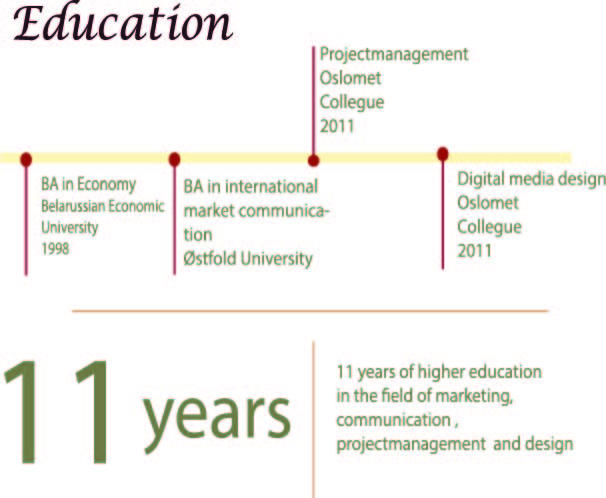 Education
Projectmanagement
Oslomet
Collegue
2011
BA in Economy
Belarussian Economic
University
1998
BA in international
market communica-
tion
Østfold University
Digital media design
Oslomet
Collegue
2011
11 years
11 years of higher education
in the field of marketing,
communication ,
projectmanagement and design